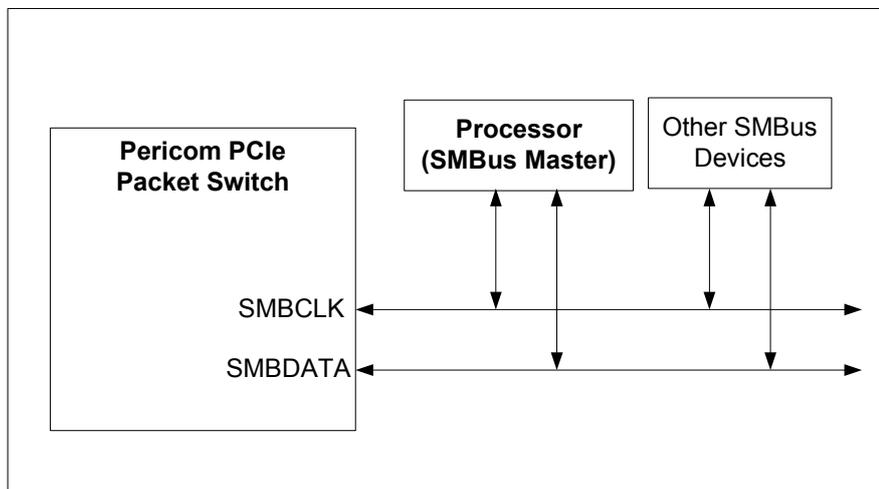 Pericom PCIe
Packet Switch
Processor
(SMBus Master)
Other SMBus
Devices
SMBCLK
SMBDATA